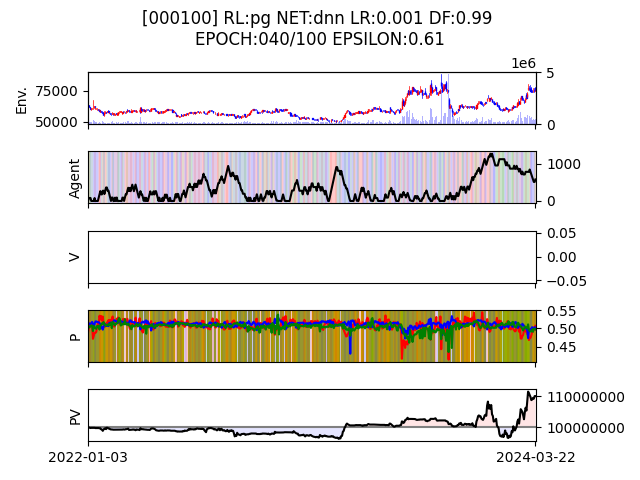 [000100] RL:pg NET:dnn LR:0.001 DF:0.99
EPOCH:040/100 EPSILON:0.61
1e6
Env.
75000
50000
5
0
Agent
1000
0
V
0.05
0.00
−0.05
P
0.55
0.50
0.45
PV
110000000
100000000
2022-01-03
2024-03-22